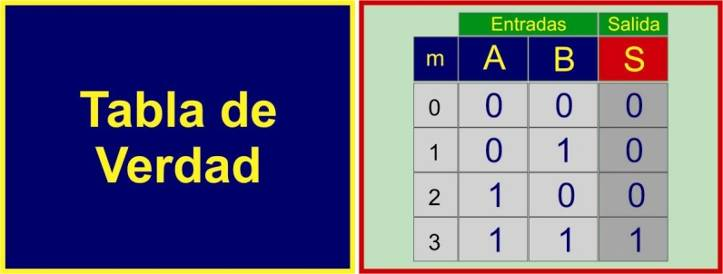 Tabla de
Verdad
Entradas Salida
m A B S
0 0 0 0
1 0 1 0
2 1 0 0
3 1 1 1